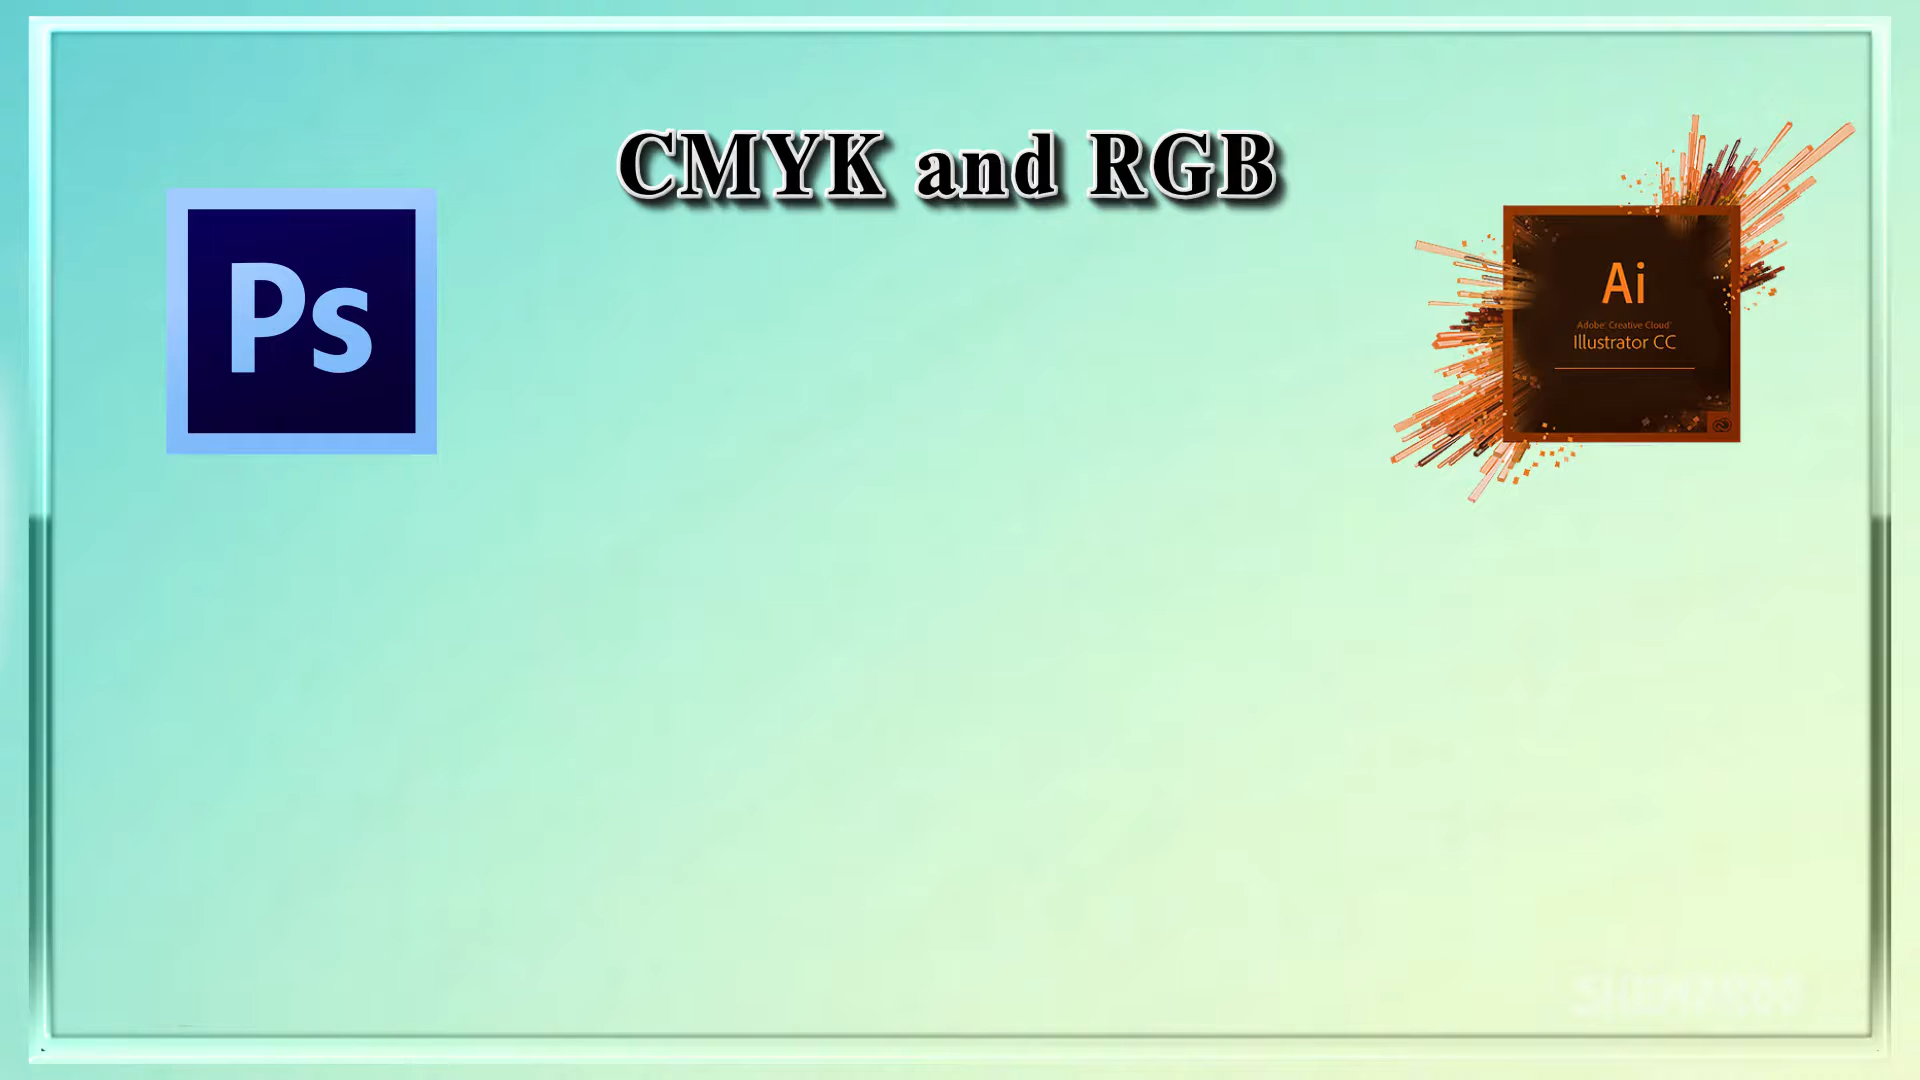 CMYK and RGB
Ps
Ai
Adobe® Creative Cloud®
Illustrator CC